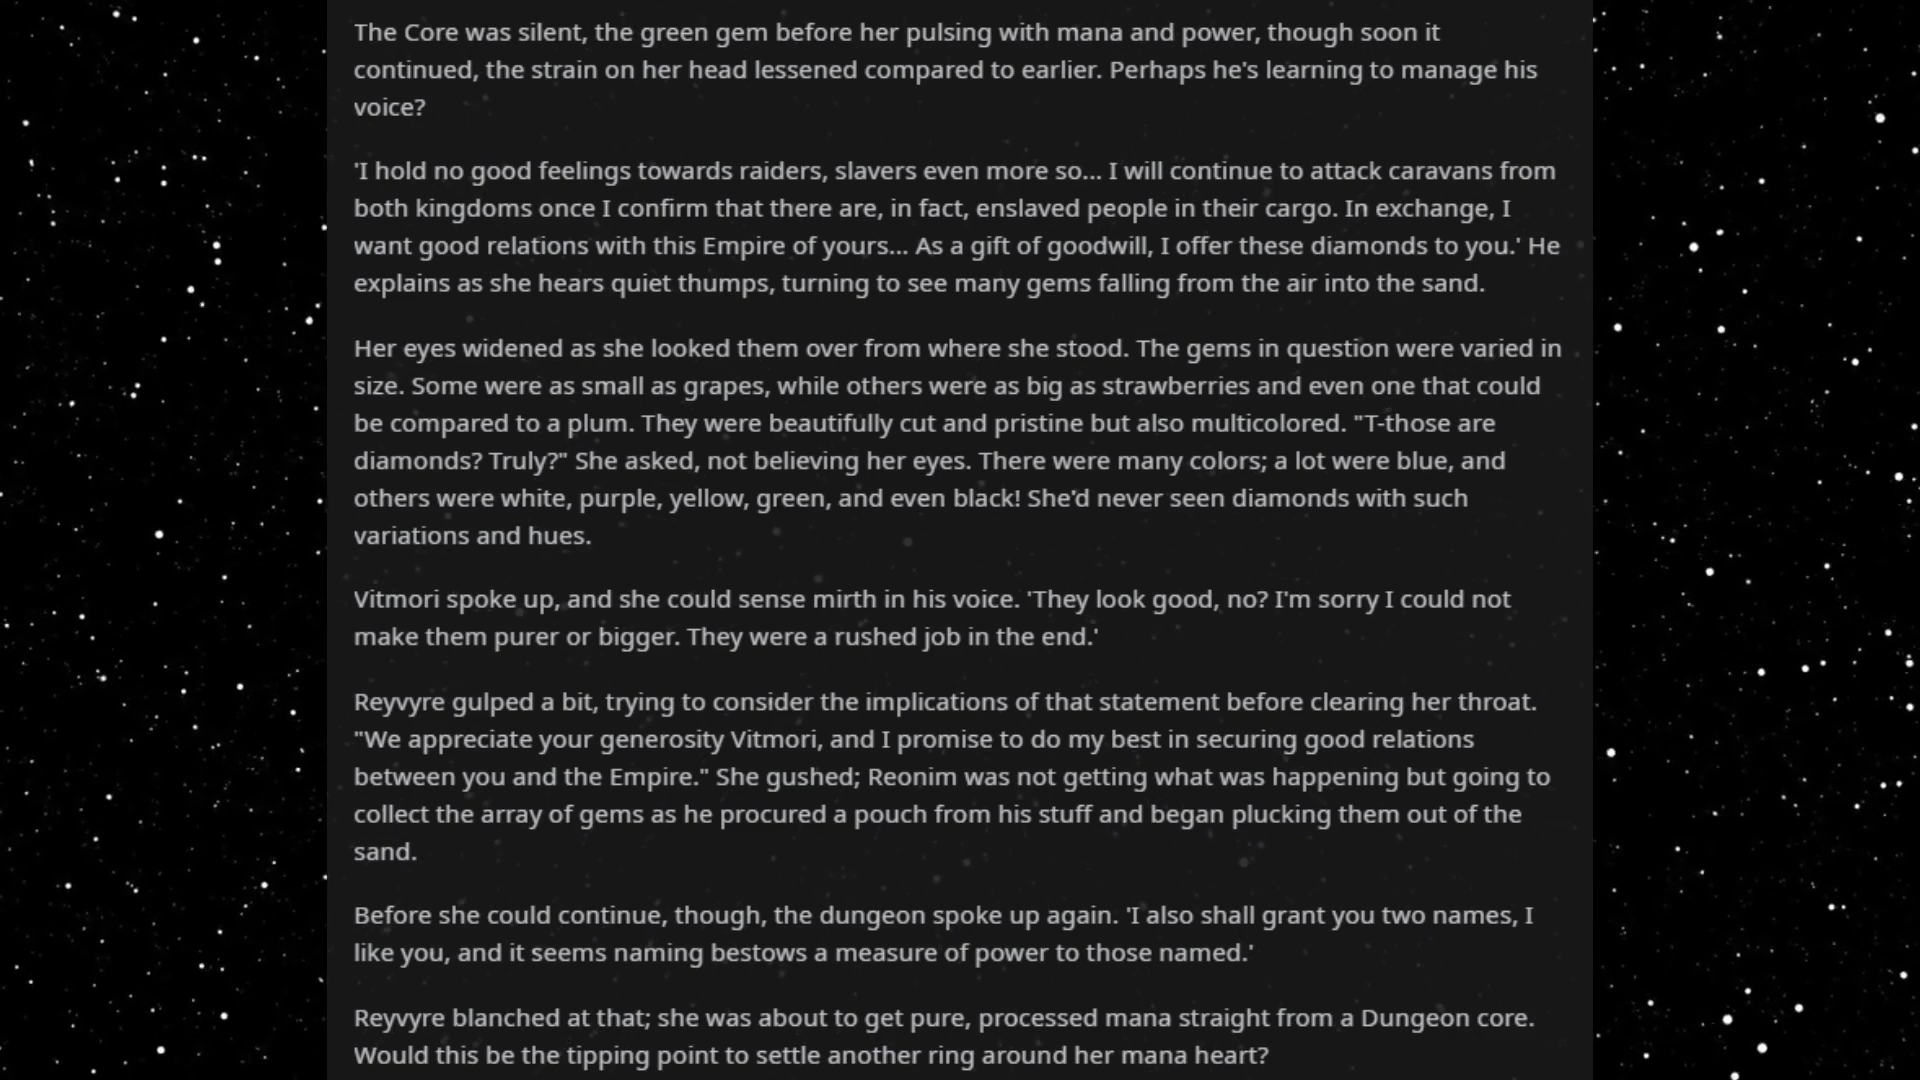 The Core was silent, the green gem before her pulsing with mana and power, though soon it
continued, the strain on her head lessened compared to earlier. Perhaps he's learning to manage his
voice?
'I hold no good feelings towards raiders, slavers even more so... I will continue to attack caravans from
both kingdoms once I confirm that there are, in fact, enslaved people in their cargo. In exchange, I
want good relations with this Empire of yours... As a gift of goodwill, I offer these diamonds to you.' He
explains as she hears quiet thumps, turning to see many gems falling from the air into the sand.
Her eyes widened as she looked them over from where she stood. The gems in question were varied in
size. Some were as small as grapes, while others were as big as strawberries and even one that could
be compared to a plum. They were beautifully cut and pristine but also multicolored. "T-those are
diamonds? Truly?" She asked, not believing her eyes. There were many colors; a lot were blue, and
others were white, purple, yellow, green, and even black! She'd never seen diamonds with such
variations and hues.
Vitmori spoke up, and she could sense mirth in his voice. 'They look good, no? I'm sorry I could not
make them purer or bigger. They were a rushed job in the end.'
Reyvyre gulped a bit, trying to consider the implications of that statement before clearing her throat.
"We appreciate your generosity Vitmori, and I promise to do my best in securing good relations
between you and the Empire." She gushed; Reonim was not getting what was happening but going to
collect the array of gems as he procured a pouch from his stuff and began plucking them out of the
sand.
Before she could continue, though, the dungeon spoke up again. 'I also shall grant you two names, I
like you, and it seems naming bestows a measure of power to those named.'
Reyvyre blanched at that; she was about to get pure, processed mana straight from a Dungeon core.
Would this be the tipping point to settle another ring around her mana heart?